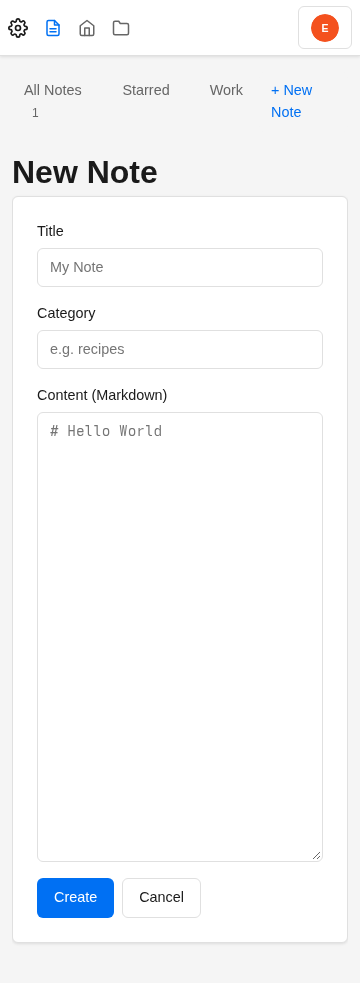 E
All Notes Starred Work + New
1 Note
New Note
Title
My Note
Category
e.g. recipes
Content (Markdown)
# Hello World
Create Cancel